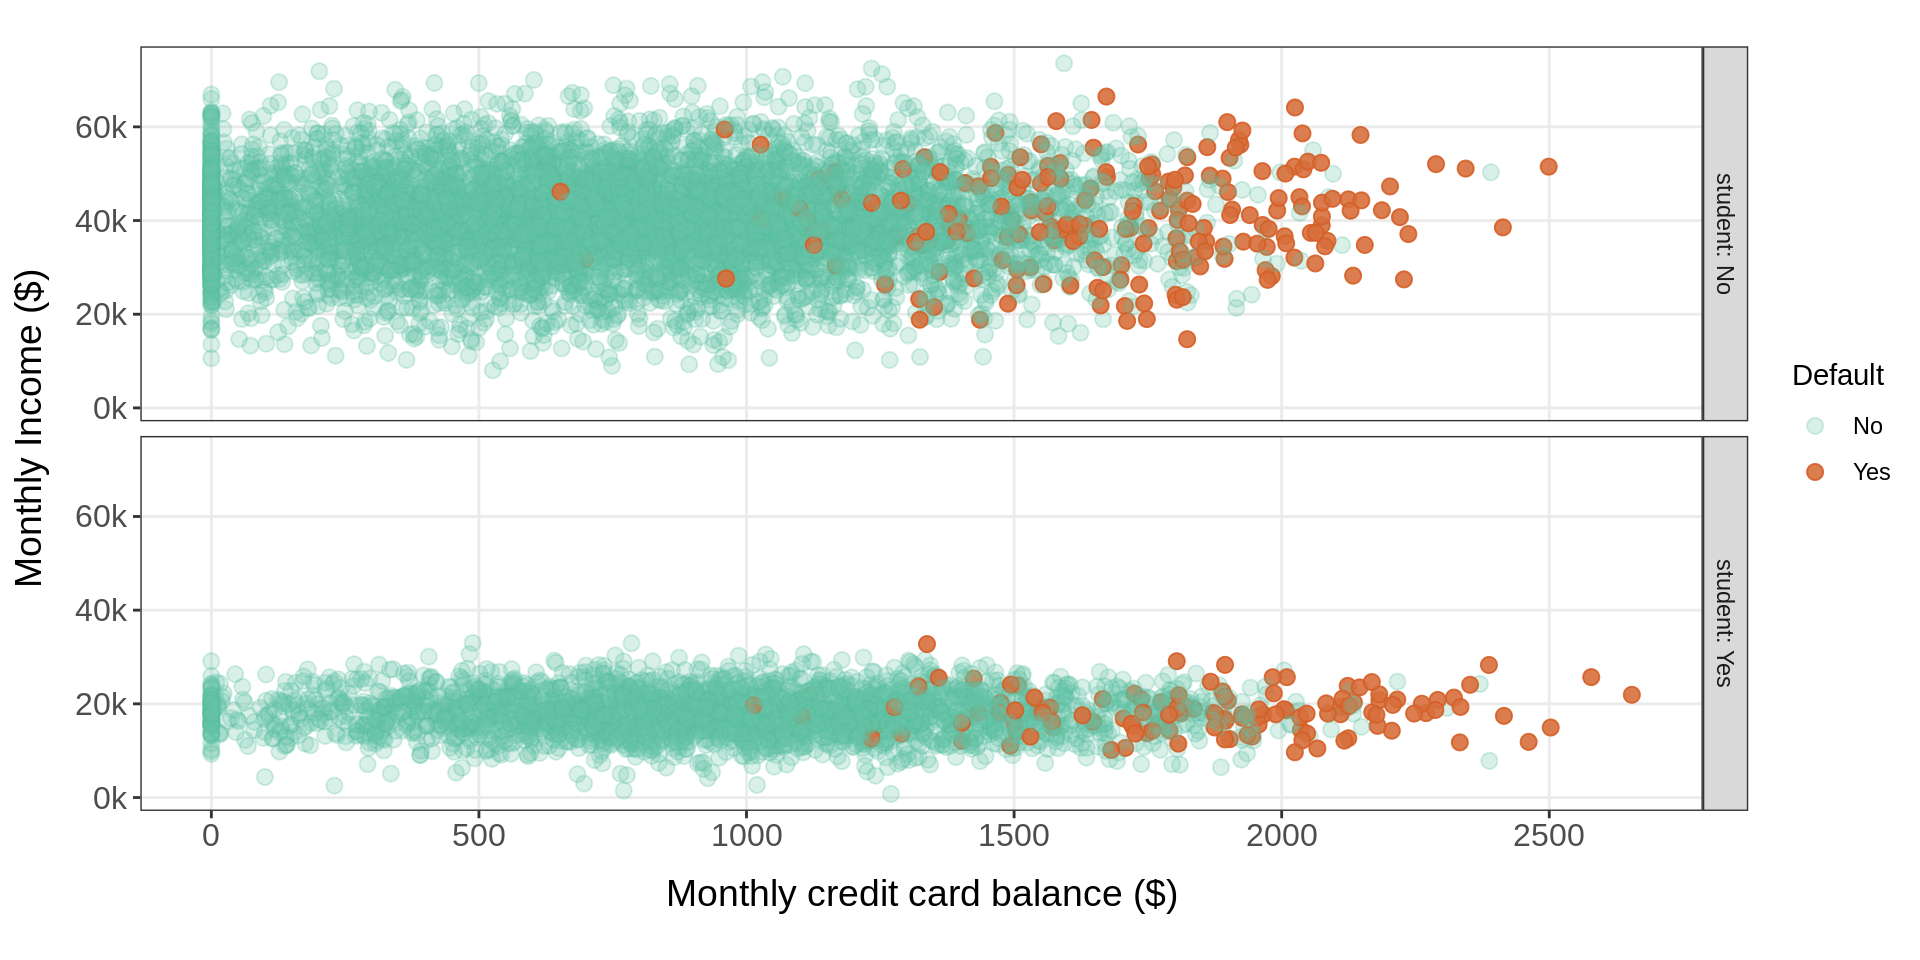 Monthly Income ($)
60k
40k
20k
0k
student: No
60k
40k
20k
0k
student: Yes
0 500 1000 1500 2000 2500
Monthly credit card balance ($)
Default
No
Yes